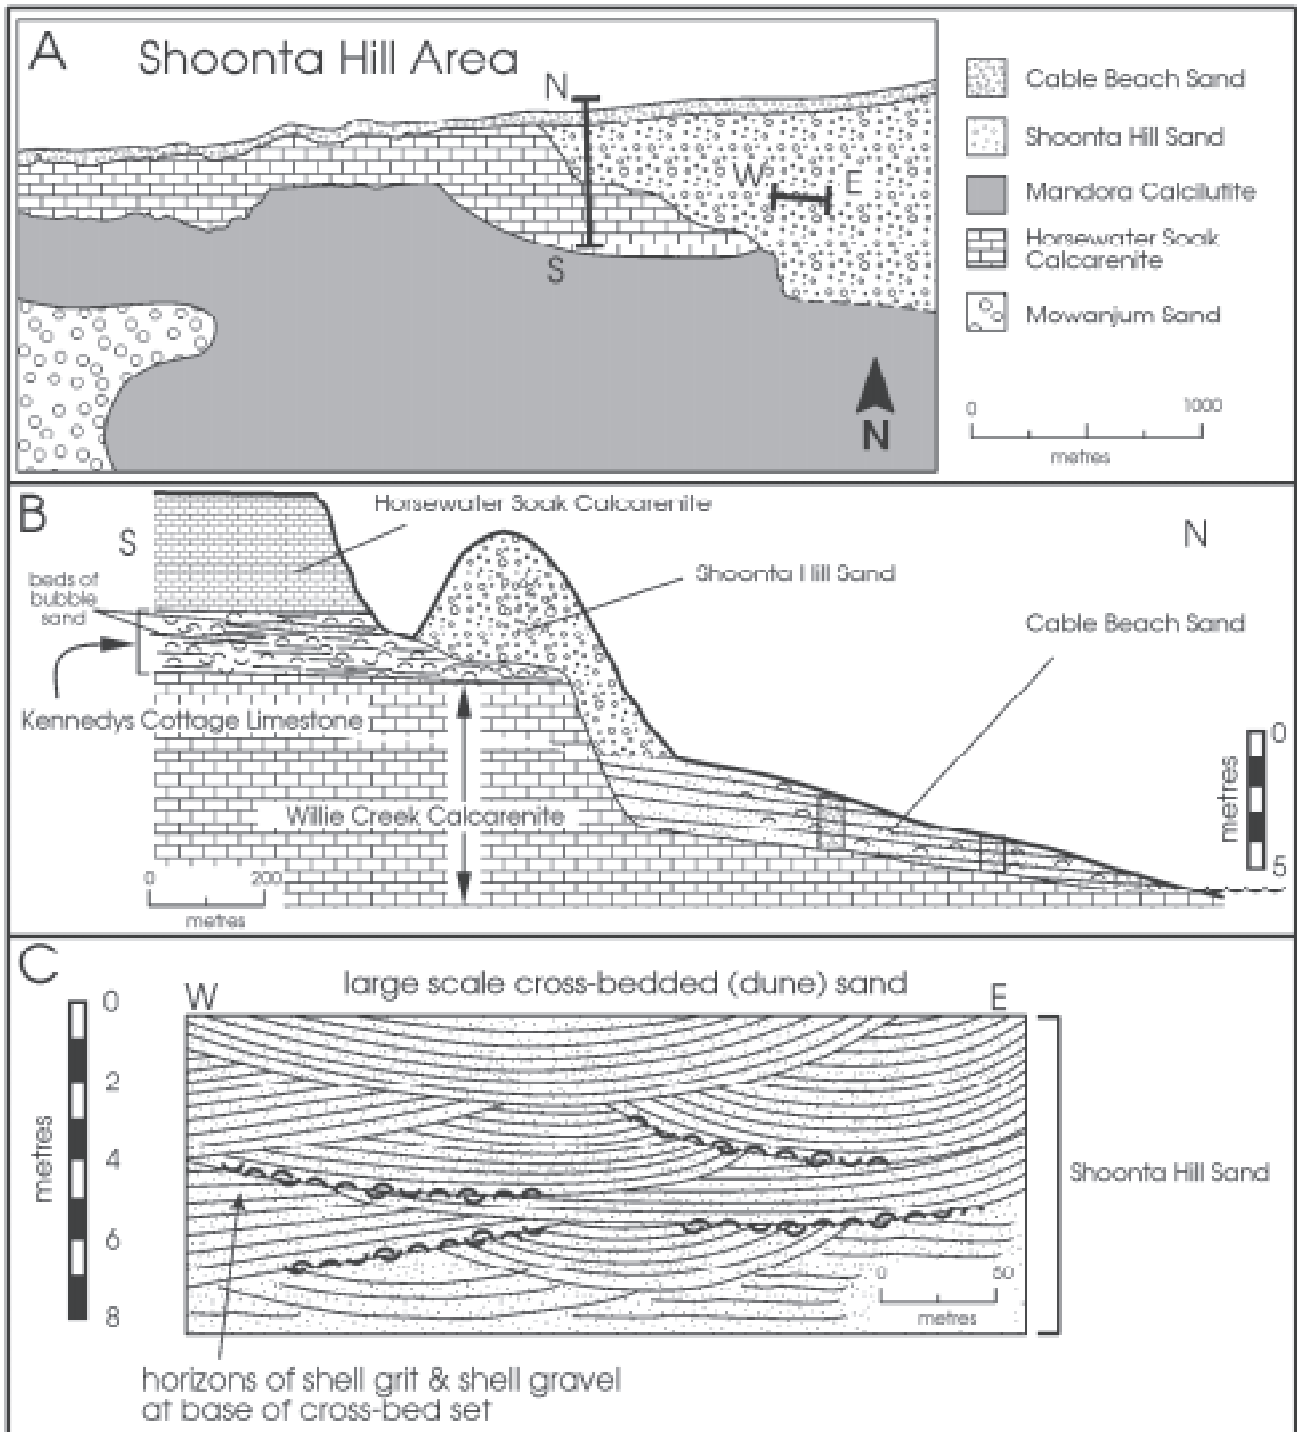 A
Shoonta Hill Area
N
S
W
E
N
Cable Beach Sand
Shoonta Hill Sand
Mandora Calcilutite
Horsewater Soak
Calcarenite
Mowanjum Sand
0
1000
metres
B
S
N
Horsewater Soak Calcarenite
Shoonta Hill Sand
Cable Beach Sand
beds of
bubble
sand
Kennedys Cottage Limestone
Willie Creek Calcarenite
0
200
metres
0
metres
5
C
W
large scale cross-bedded (dune) sand
E
0
2
4
6
8
metres
Shoonta Hill Sand
0
50
metres
horizons of shell grit & shell gravel
at base of cross-bed set